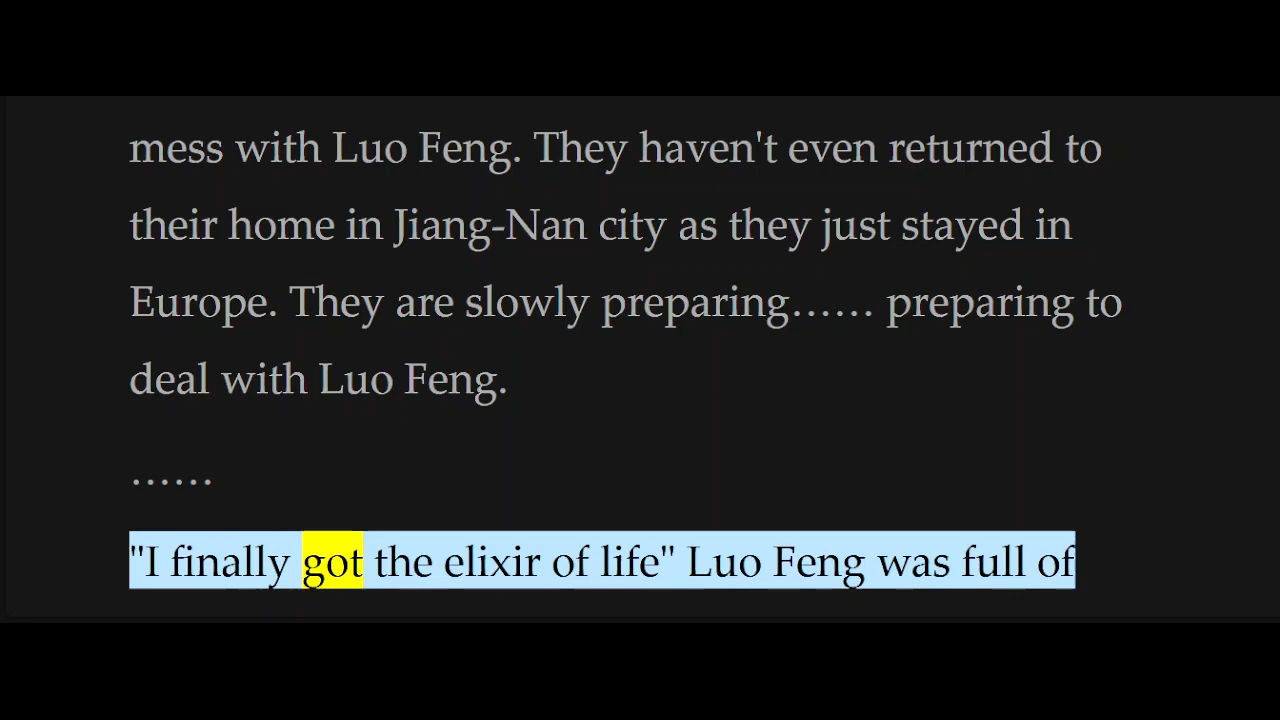 mess with Luo Feng. They haven't even returned to
their home in Jiang-Nan city as they just stayed in
Europe. They are slowly preparing…… preparing to
deal with Luo Feng.
……
"I finally got the elixir of life" Luo Feng was full of